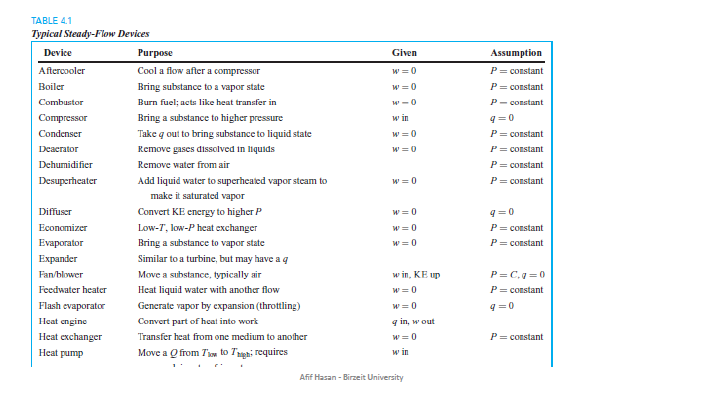 TABLE 4.1
Typical Steady-Flow Devices
Device Purpose Given Assumption
Aftercooler Cool a flow after a compressor w = 0 P = constant
Boiler Bring substance to a vapor state w = 0 P = constant
Combustor Burn fuel; acts like heat transfer in w = 0 P = constant
Compressor Bring a substance to higher pressure w in q = 0
Condenser Take q out to bring substance to liquid state w = 0 P = constant
Deaerator Remove gases dissolved in liquids w = 0 P = constant
Dehumidifier Remove water from air P = constant
Desuperheater Add liquid water to superheated vapor steam to w = 0 P = constant
make it saturated vapor
Diffuser Convert KE energy to higher P w = 0 q = 0
Economizer Low-T, low-P heat exchanger w = 0 P = constant
Evaporator Bring a substance to vapor state w = 0 P = constant
Expander Similar to a turbine, but may have a q
Fan/blower Move a substance, typically air w in, KE up P = C, q = 0
Feedwater heater Heat liquid water with another flow w = 0 P = constant
Flash evaporator Generate vapor by expansion (throttling) w = 0 q = 0
Heat engine Convert part of heat into work q in, w out
Heat exchanger Transfer heat from one medium to another w = 0 P = constant
Heat pump Move a Q from Tlow to Thigh; requires w in
Afif Hasan - Birzeit University